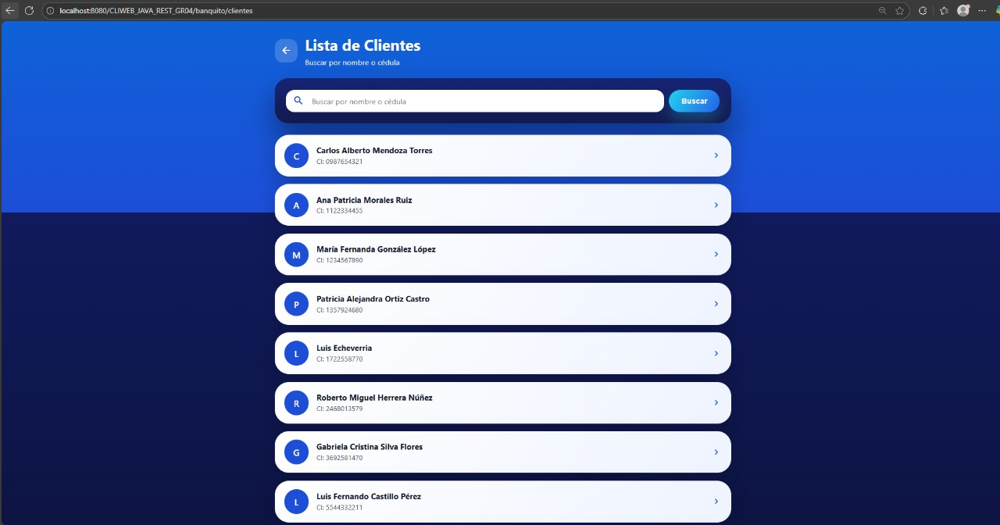 localhost:8080/CLIWEB_JAVA_REST_GR04/banquito/clientes
Lista de Clientes
Buscar por nombre o cédula
Buscar por nombre o cédula
Buscar
C
Carlos Alberto Mendoza Torres
CI: 0987654321
A
Ana Patricia Morales Ruiz
CI: 1122334455
M
María Fernanda González López
CI: 1234567890
P
Patricia Alejandra Ortiz Castro
CI: 1357924680
L
Luis Echeverria
CI: 1722558770
R
Roberto Miguel Herrera Núñez
CI: 2468013579
G
Gabriela Cristina Silva Flores
CI: 3692581470
L
Luis Fernando Castillo Pérez
CI: 5544332211